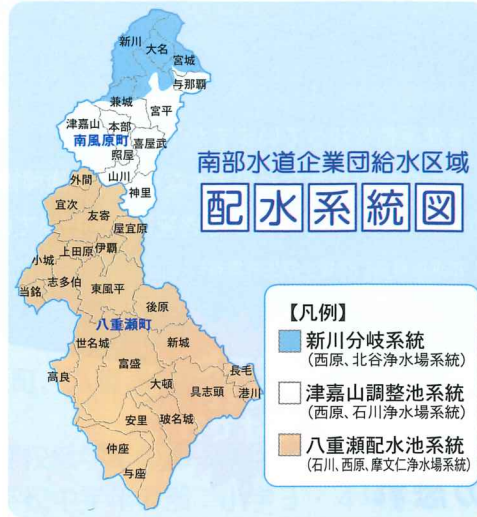 新川
大名
宮城
与那覇
兼城
宮平
津嘉山
本部
南風原町
喜屋武
照屋
山川
神里
南部水道企業団給水区域
配水系統図
外間
宜次
友寄
屋宜原
上田原
伊覇
小城
志多伯
当銘
東風平
後原
八重瀬町
世名城
新城
富盛
高良
大頓
長毛
具志頭
港川
安里
玻名城
仲座
与座
【凡例】
新川分岐系統
(西原、北谷浄水場系統)
津嘉山調整池系統
(西原、石川浄水場系統)
八重瀬配水池系統
(石川、西原、摩文仁浄水場系統)